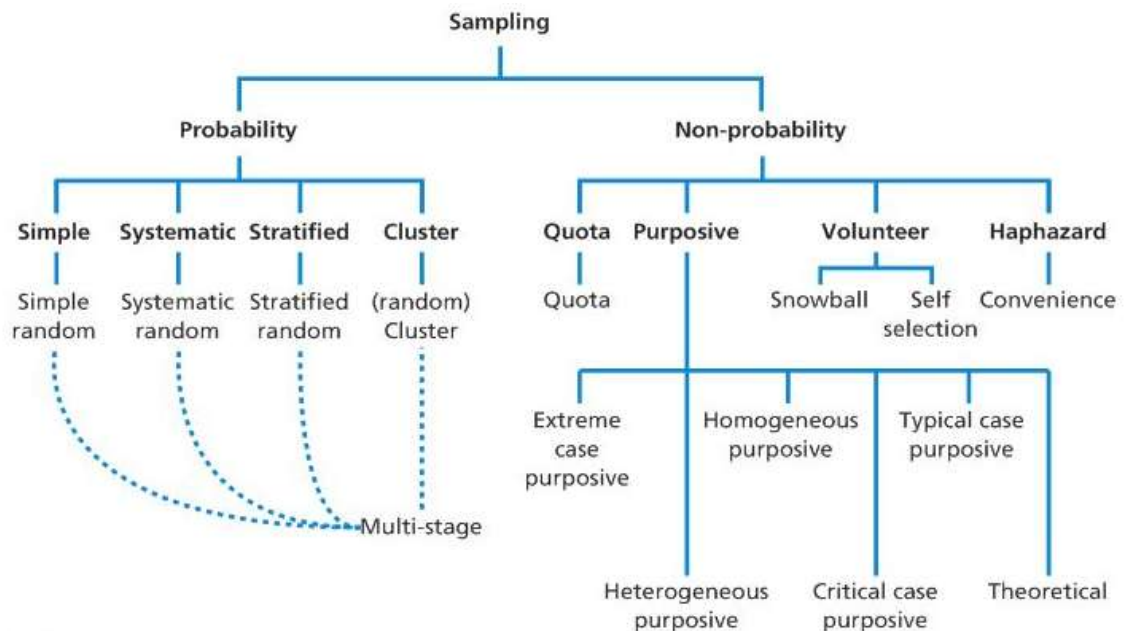 Sampling
Probability
Non-probability
Simple
Systematic
Stratified
Cluster
Quota
Purposive
Volunteer
Haphazard
Simple
random
Systematic
random
Stratified
random
(random)
Cluster
Quota
Snowball
Self
selection
Convenience
Extreme
case
purposive
Homogeneous
purposive
Typical case
purposive
Multi-stage
Heterogeneous
purposive
Critical case
purposive
Theoretical